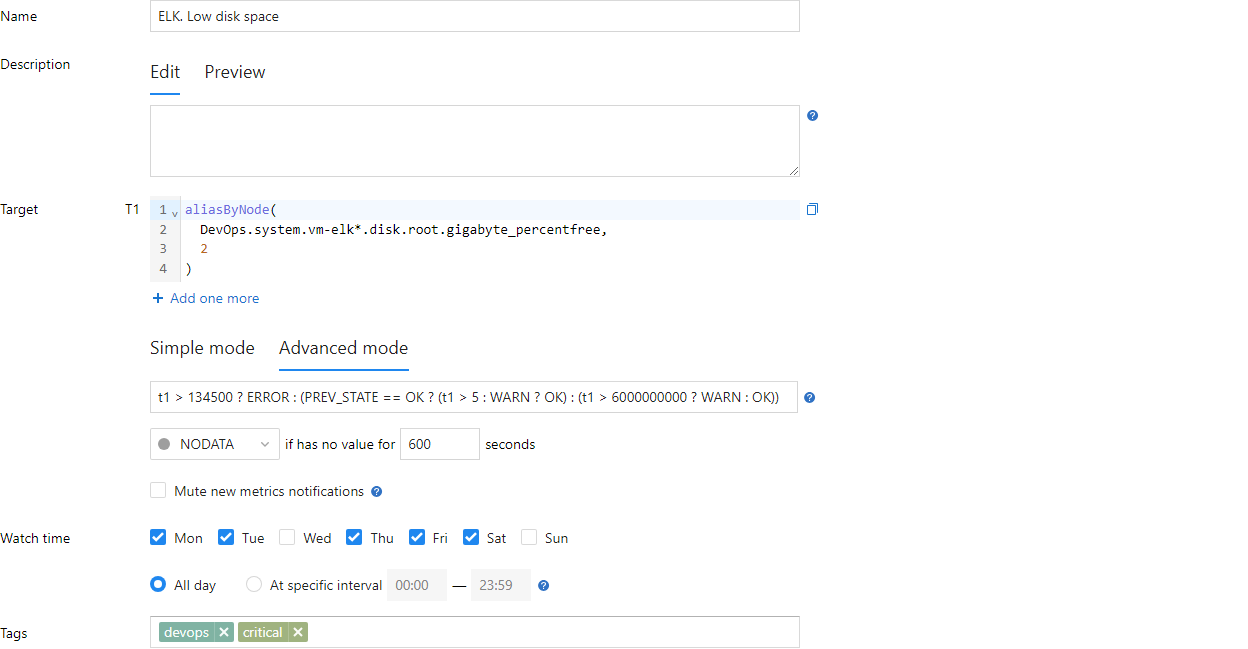 Name ELK. Low disk space
Description Edit Preview
Target T1 1 aliasByNode(
2 DevOps.system.vm-elk*.disk.root.gigabyte_percentfree,
3 2
4 )
+ Add one more
Simple mode Advanced mode
t1 > 134500 ? ERROR : (PREV_STATE == OK ? (t1 > 5 : WARN ? OK) : (t1 > 6000000000 ? WARN : OK))
NODATA if has no value for 600 seconds
Mute new metrics notifications ?
Watch time Mon Tue Wed Thu Fri Sat Sun
All day At specific interval 00:00 — 23:59 ?
Tags devops × critical ×